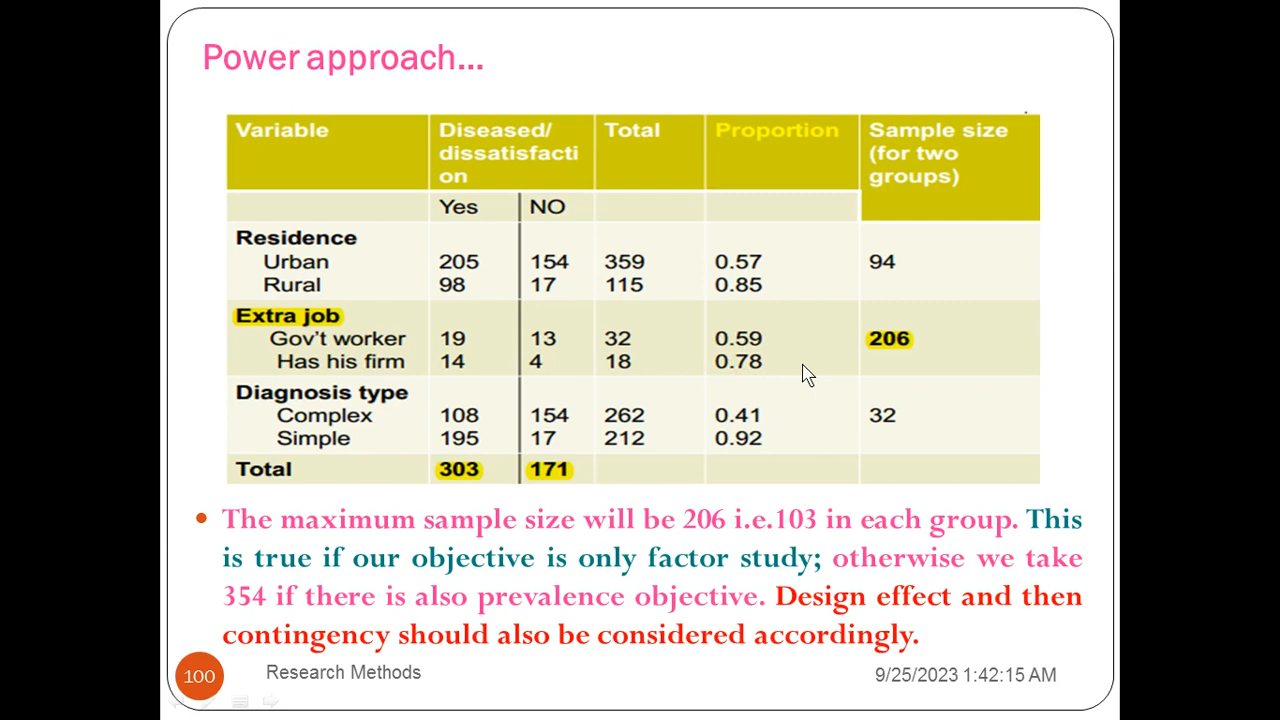 Power approach...
Variable Diseased/ Total Proportion Sample size
dissatisfacti (for two
on groups)
Yes NO
Residence
Urban 205 154 359 0.57 94
Rural 98 17 115 0.85
Extra job
Gov't worker 19 13 32 0.59 206
Has his firm 14 4 18 0.78
Diagnosis type
Complex 108 154 262 0.41 32
Simple 195 17 212 0.92
Total 303 171
• The maximum sample size will be 206 i.e.103 in each group. This
is true if our objective is only factor study; otherwise we take
354 if there is also prevalence objective. Design effect and then
contingency should also be considered accordingly.
100 Research Methods 9/25/2023 1:42:15 AM